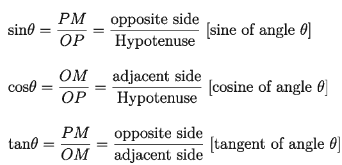 sinθ = PM/OP = opposite side/Hypotenuse [sine of angle θ]
cosθ = OM/OP = adjacent side/Hypotenuse [cosine of angle θ]
tanθ = PM/OM = opposite side/adjacent side [tangent of angle θ]